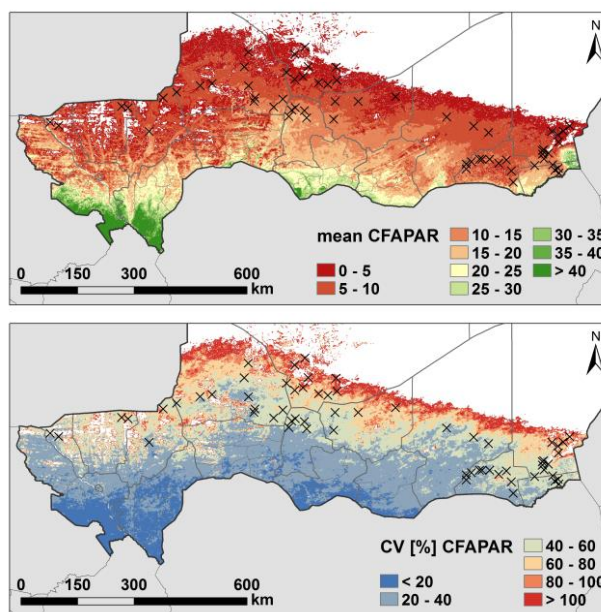 N
mean CFAPAR
0 - 5
5 - 10
10 - 15
15 - 20
20 - 25
25 - 30
30 - 35
35 - 40
> 40
0 150 300 600
km
N
CV [%] CFAPAR
< 20
20 - 40
40 - 60
60 - 80
80 - 100
> 100
0 150 300 600
km